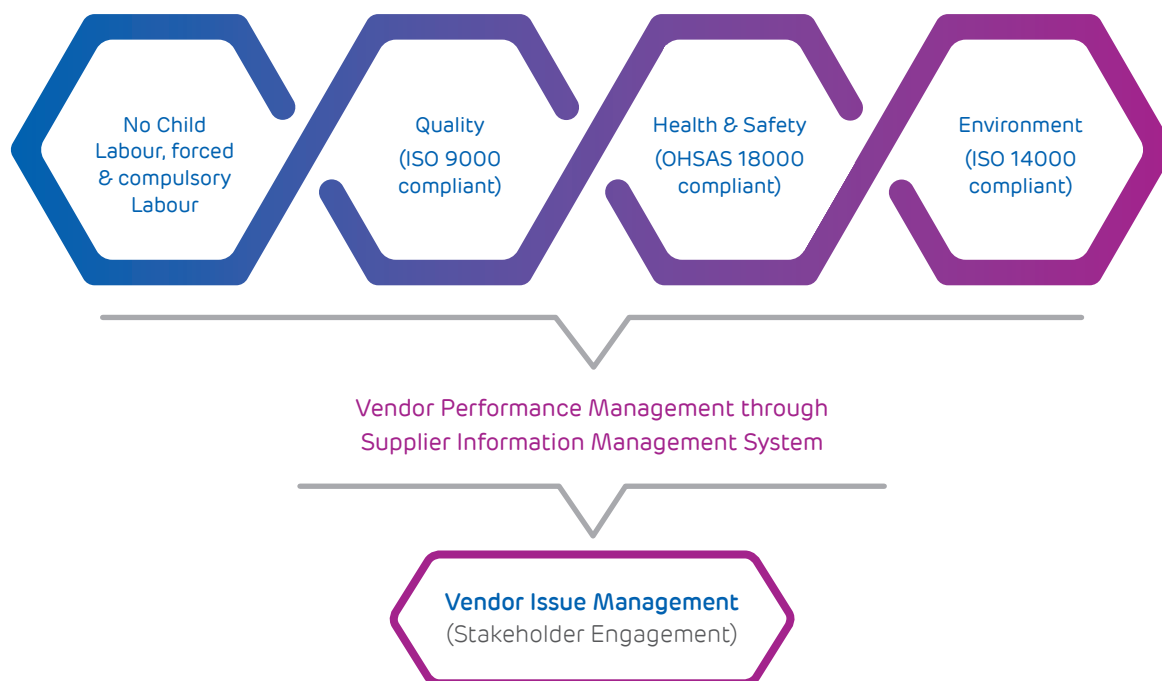 No Child
Labour, forced
& compulsory
Labour
Quality
(ISO 9000
compliant)
Health & Safety
(OHSAS 18000
compliant)
Environment
(ISO 14000
compliant)
Vendor Performance Management through
Supplier Information Management System
Vendor Issue Management
(Stakeholder Engagement)